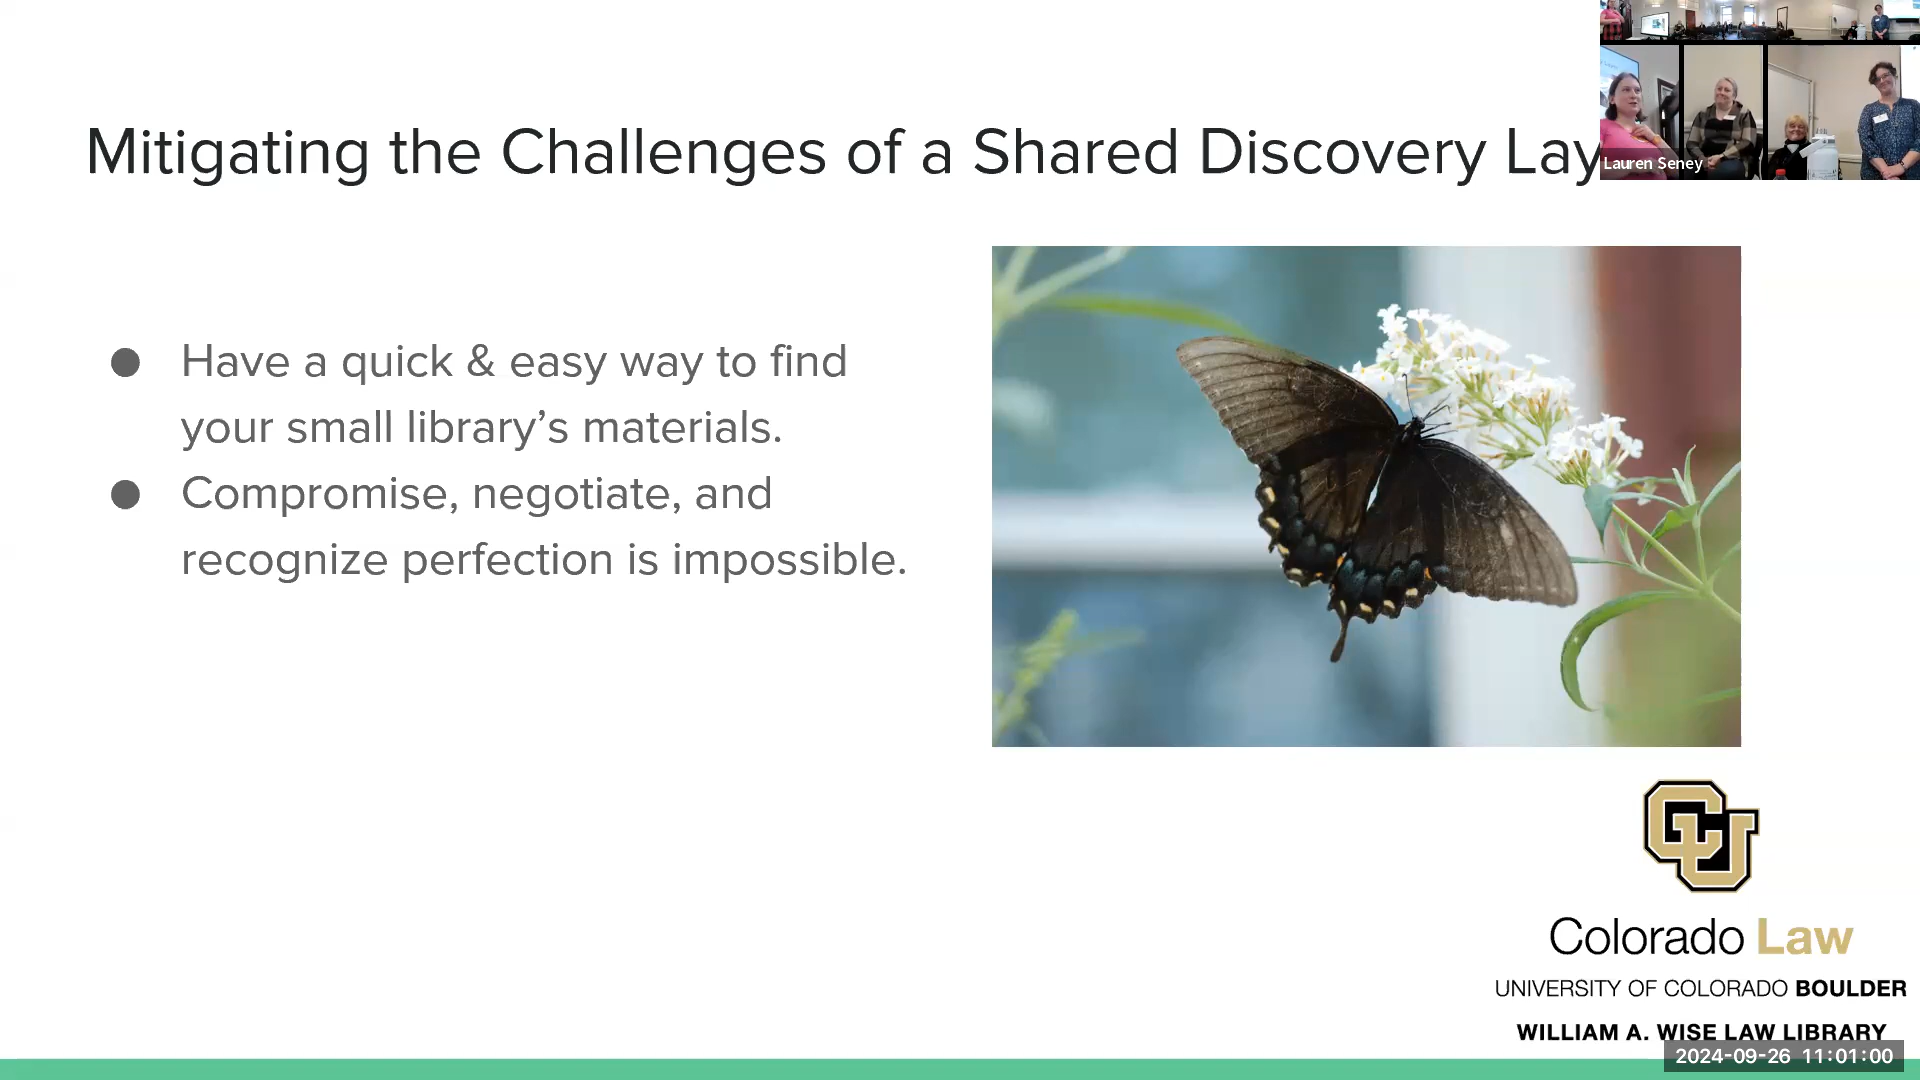 Mitigating the Challenges of a Shared Discovery Lay
Lauren Seney
● Have a quick & easy way to find
your small library’s materials.
● Compromise, negotiate, and
recognize perfection is impossible.
CU
Colorado Law
UNIVERSITY OF COLORADO BOULDER
WILLIAM A. WISE LAW LIBRARY
2024-09-26 11:01:00